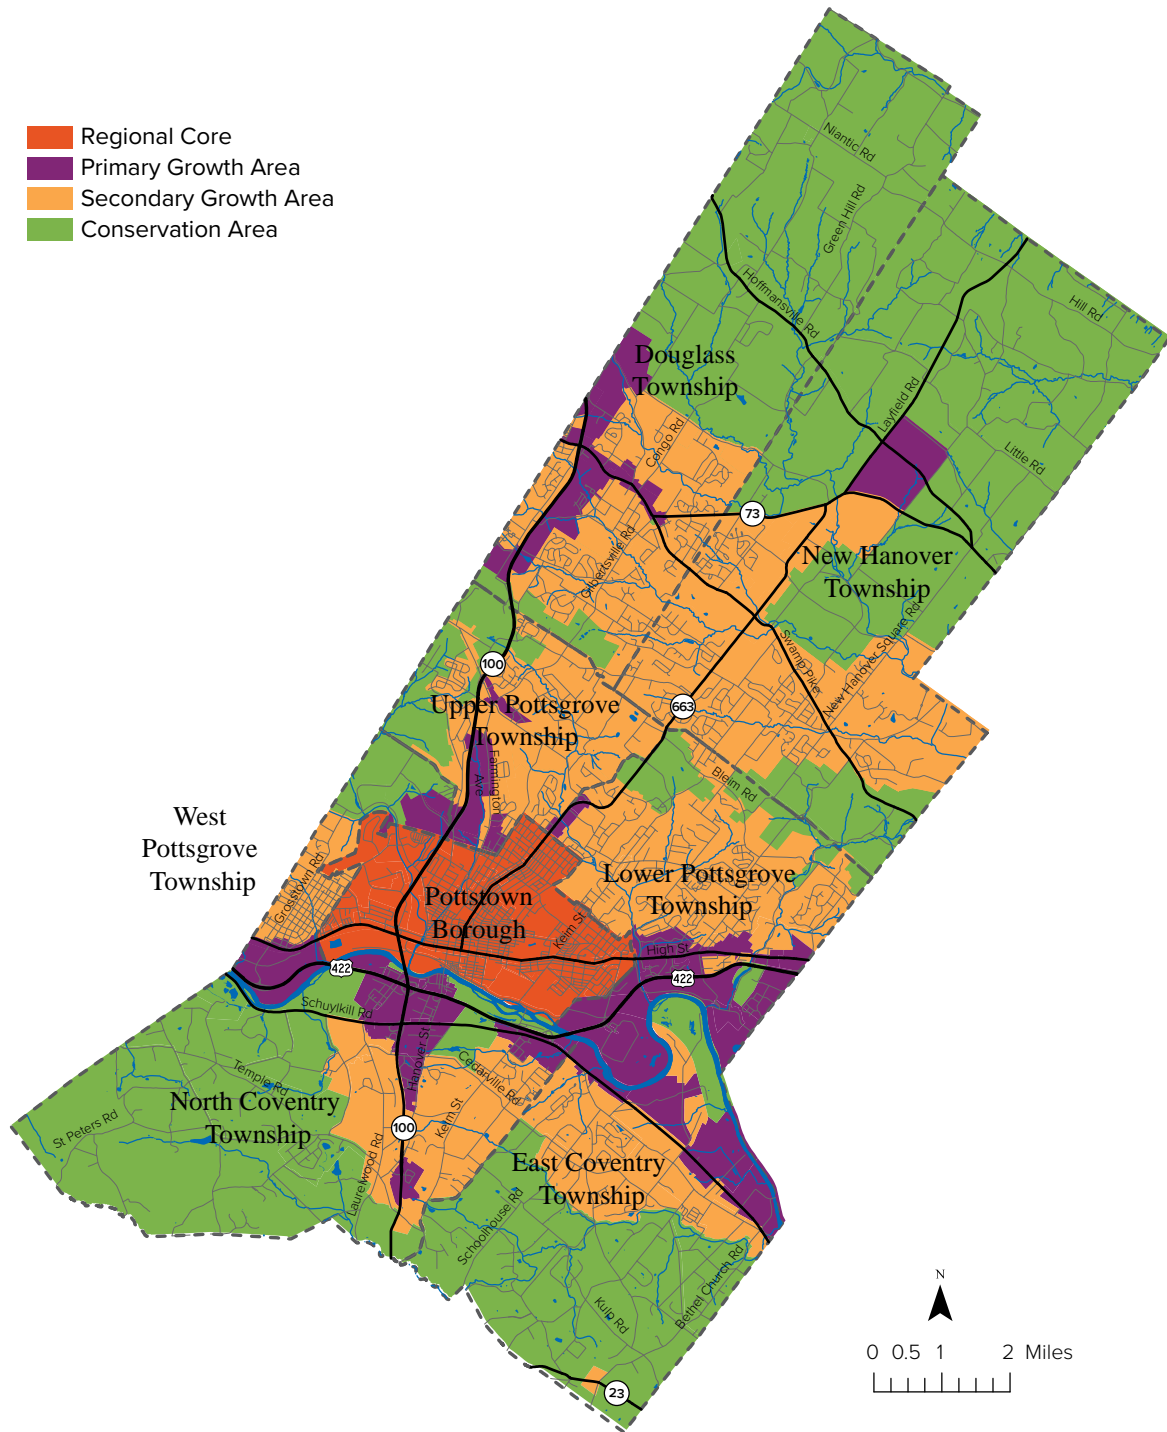 Regional Core
Primary Growth Area
Secondary Growth Area
Conservation Area
Niantic Rd
Green Hill Rd
Hoffmansville Rd
Hill Rd
Douglass
Township
Layfield Rd
Congo Rd
Little Rd
73
Gilbertsville Rd
New Hanover
Township
Swamp Pike
New Hanover Square Rd
100
663
Upper Pottsgrove
Township
Farmington
Ave
Bleim Rd
West
Pottsgrove
Township
Grosstown Rd
Lower Pottsgrove
Township
Pottstown
Borough
Keim St
High St
422
422
Schuylkill Rd
Hanover St
Cedarville Rd
Temple Rd
North Coventry
Township
St Peters Rd
Keim St
100
Laurelwood Rd
East Coventry
Township
Schoolhouse Rd
Bethel Church Rd
Kulp Rd
23
N
0 0.5 1 2 Miles